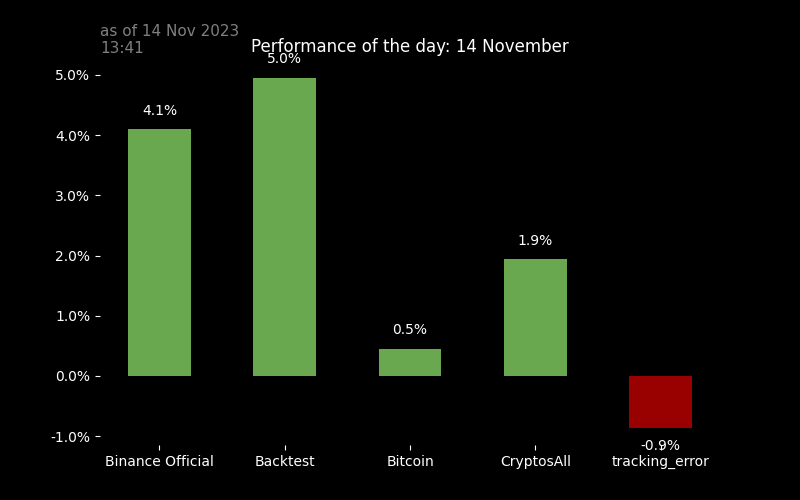 as of 14 Nov 2023
13:41
Performance of the day: 14 November
5.0%
4.0%
3.0%
2.0%
1.0%
0.0%
-1.0%
4.1%
5.0%
0.5%
1.9%
-0.9%
Binance Official
Backtest
Bitcoin
CryptosAll
tracking_error